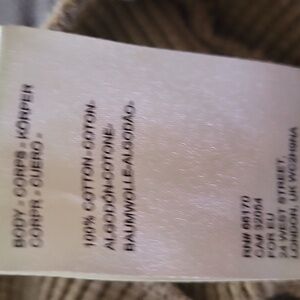 BODY - CORPS - KÖRPER
CORPR - CUERO -
100% COTTON-COTON-
ALGODÓN-COTONE-
BAUMWOLLE-ALGODÃO-
RN# 66170
CA# 32054
FOR EU
24 WEST STREET,
LONDON, UK WC2H9NA